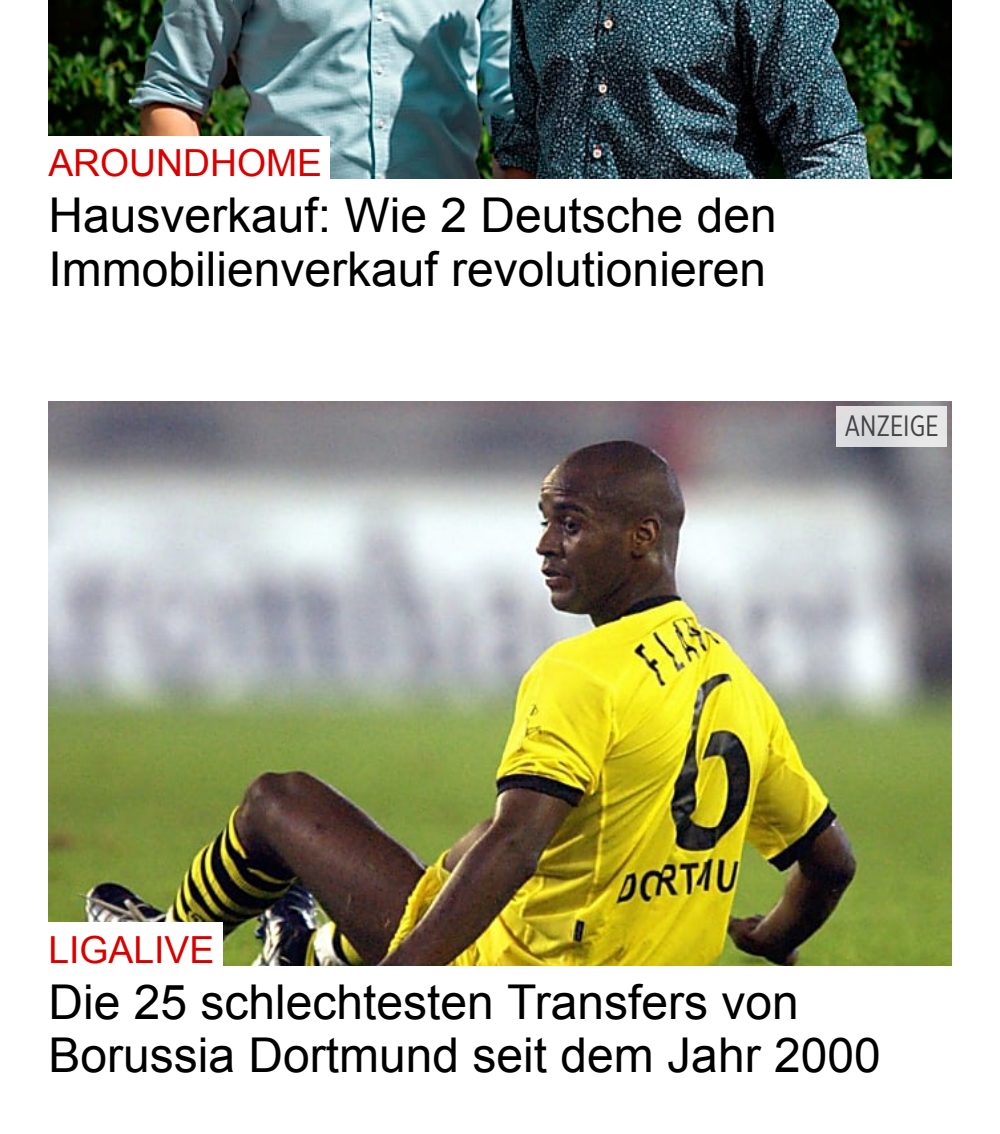 AROUNDHOME
Hausverkauf: Wie 2 Deutsche den
Immobilienverkauf revolutionieren
ANZEIGE
6
LIGALIVE
Die 25 schlechtesten Transfers von
Borussia Dortmund seit dem Jahr 2000